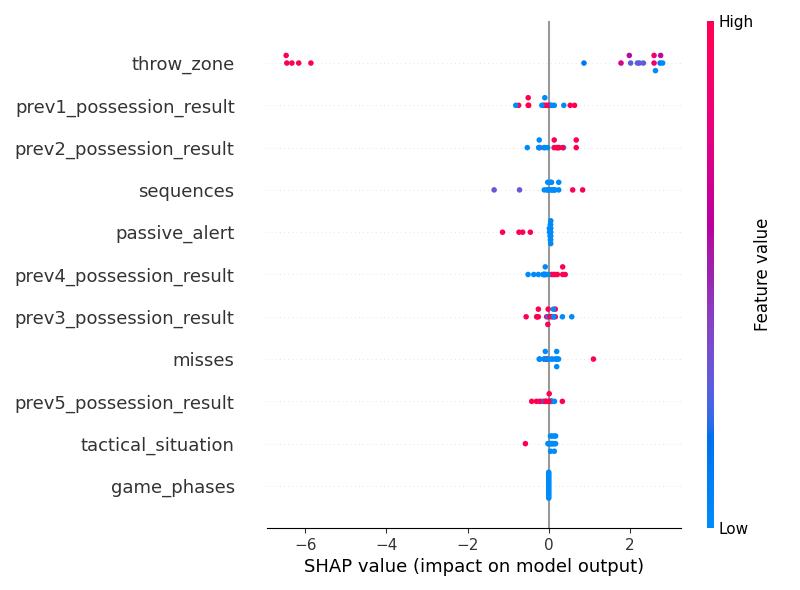 High
throw_zone
prev1_possession_result
prev2_possession_result
sequences
passive_alert
prev4_possession_result
prev3_possession_result
misses
prev5_possession_result
tactical_situation
game_phases
Feature value
Low
−6 −4 −2 0 2
SHAP value (impact on model output)